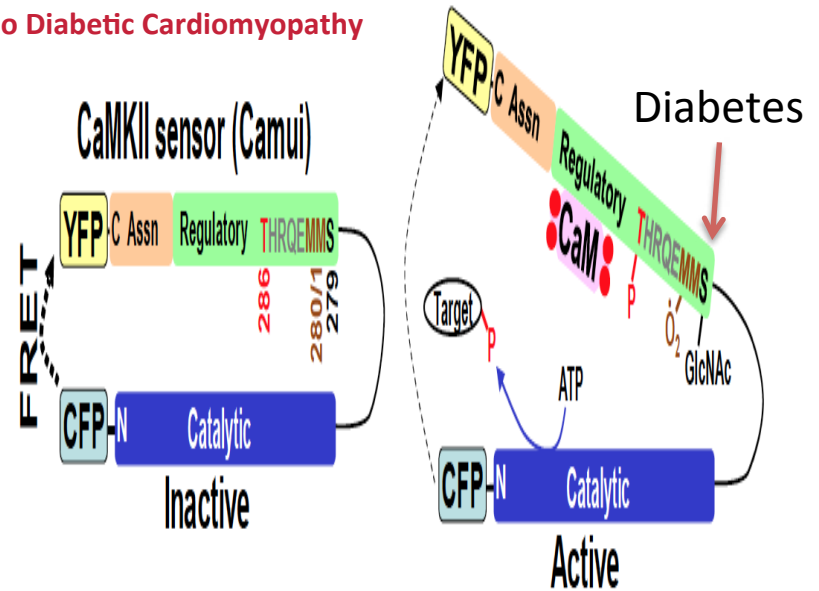 o Diabetic Cardiomyopathy
CaMKII sensor (Camui)
YFP C Assn Regulatory THRQEMMS
286
280/1
279
FRET
CFP N Catalytic
Inactive
YFP C Assn Regulatory THRQEMMS
Diabetes
CaM
P
O2
GlcNAc
Target
P
ATP
CFP N Catalytic
Active